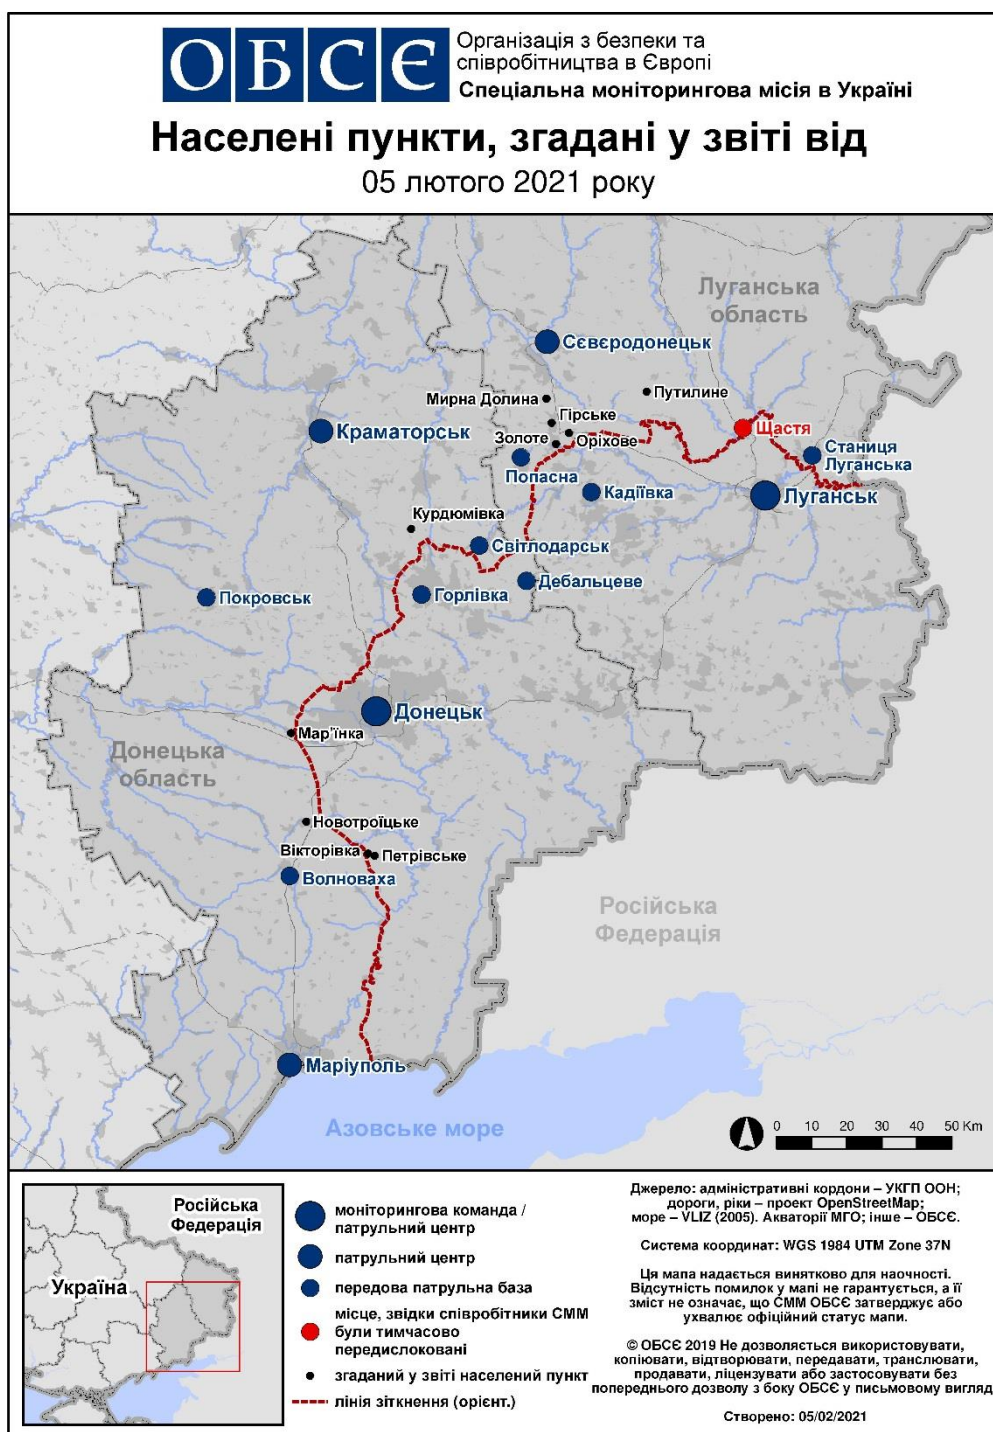 ОБСЄ
Організація з безпеки та
співробітництва в Європі
Спеціальна моніторингова місія в Україні
Населені пункти, згадані у звіті від
05 лютого 2021 року
Луганська
область
Сєвєродонецьк
Путилине
Мирна Долина
Гірське
Щастя
Краматорськ
Золоте
Оріхове
Станиця
Луганська
Попасна
Кадіївка
Луганськ
Курдюмівка
Світлодарськ
Дебальцеве
Покровськ
Горлівка
Донецьк
Мар'їнка
Донецька
область
Новотроїцьке
Вікторівка
Петрівське
Волноваха
Російська
Федерація
Маріуполь
Азовське море
0 10 20 30 40 50 Km
Російська
Федерація
Україна
моніторингова команда /
патрульний центр
патрульний центр
передова патрульна база
місце, звідки співробітники СММ
були тимчасово
передислоковані
згаданий у звіті населений пункт
лінія зіткнення (орієнт.)
Джерело: адміністративні кордони – УКГП ООН;
дороги, ріки – проект OpenStreetMap;
море – VLIZ (2005). Акваторії МГО; інше – ОБСЄ.
Система координат: WGS 1984 UTM Zone 37N
Ця мапа надається винятково для наочності.
Відсутність помилок у мапі не гарантується, а її
зміст не означає, що СММ ОБСЄ затверджує або
ухвалює офіційний статус мапи.
© ОБСЄ 2019 Не дозволяється використовувати,
копіювати, відтворювати, передавати, транслювати,
продавати, ліцензувати або застосовувати без
попереднього дозволу з боку ОБСЄ у письмовому вигляд
Створено: 05/02/2021